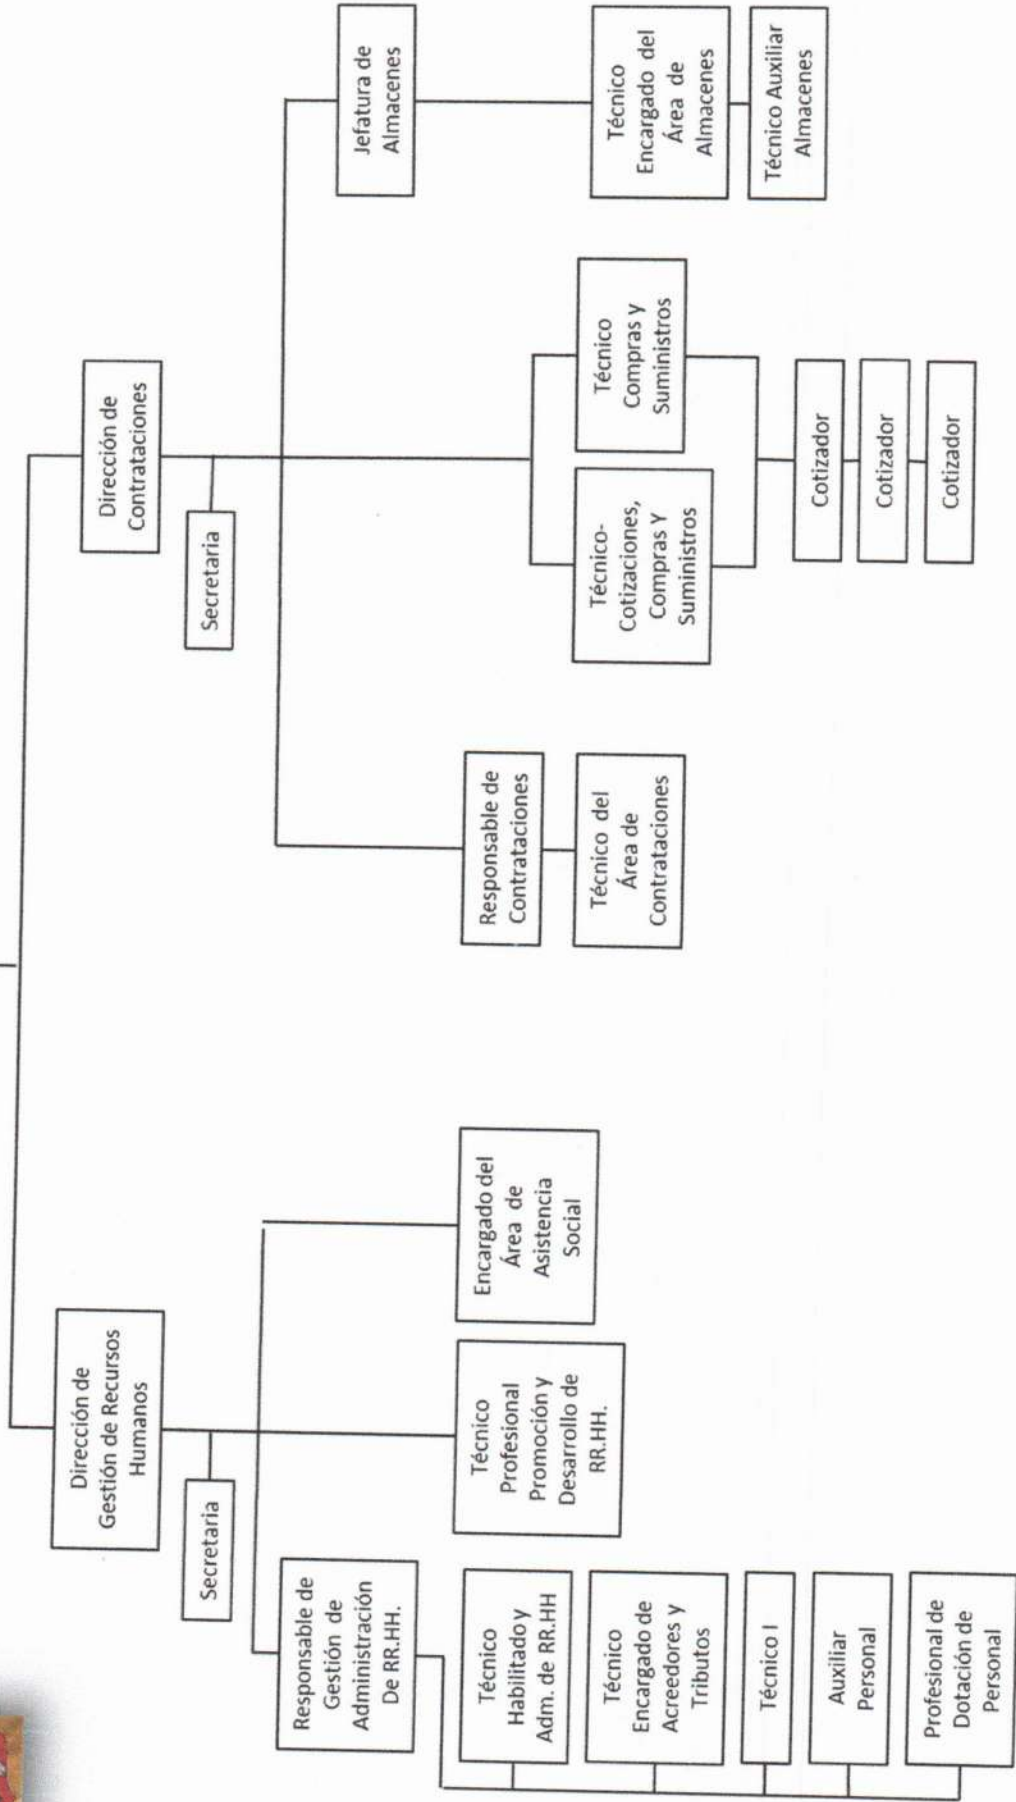 Dirección de
Gestión de Recursos
Humanos
Secretaria
Responsable de
Gestión de
Administración
De RR.HH.
Técnico
Habilitado y
Adm. de RR.HH
Técnico
Encargado de
Acreedores y
Tributos
Técnico I
Auxiliar
Personal
Profesional de
Dotación de
Personal
Técnico
Profesional
Promoción y
Desarrollo de
RR.HH.
Encargado del
Área de
Asistencia
Social
Dirección de
Contrataciones
Secretaria
Responsable de
Contrataciones
Técnico del
Área de
Contrataciones
Técnico-
Cotizaciones,
Compras Y
Suministros
Técnico
Compras y
Suministros
Cotizador
Cotizador
Cotizador
Jefatura de
Almacenes
Técnico
Encargado del
Área de
Almacenes
Técnico Auxiliar
Almacenes